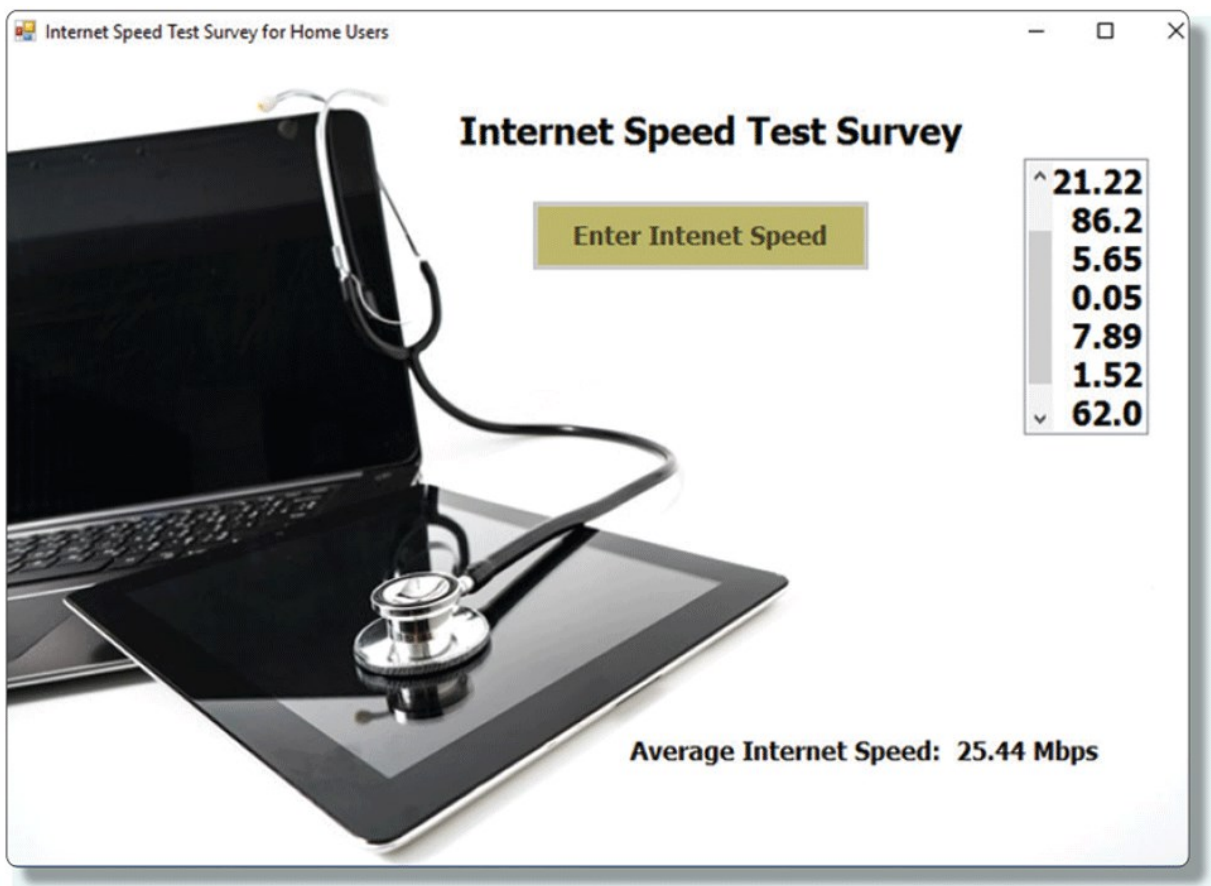 Internet Speed Test Survey for Home Users
Internet Speed Test Survey
Enter Intenet Speed
21.22
86.2
5.65
0.05
7.89
1.52
62.0
Average Internet Speed: 25.44 Mbps